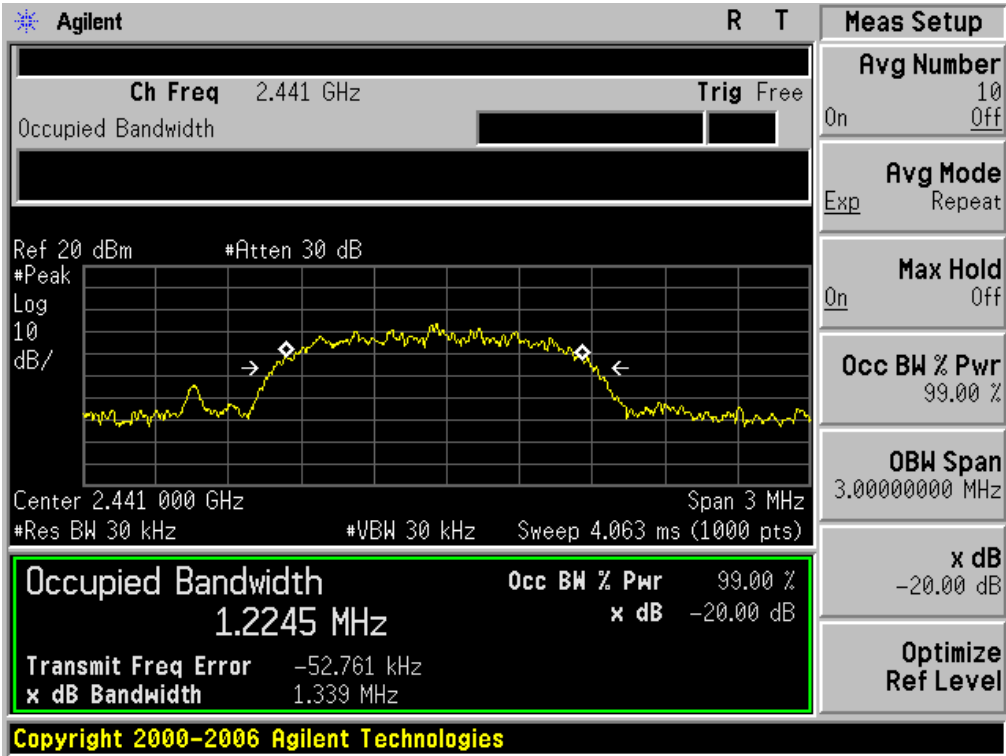 Agilent R T
Ch Freq 2.441 GHz Trig Free
Occupied Bandwidth
Ref 20 dBm #Atten 30 dB
#Peak
Log
10
dB/
Center 2.441 000 GHz Span 3 MHz
#Res BW 30 kHz #VBW 30 kHz Sweep 4.063 ms (1000 pts)
Occupied Bandwidth Occ BW % Pwr 99.00 %
1.2245 MHz x dB -20.00 dB
Transmit Freq Error -52.761 kHz
x dB Bandwidth 1.339 MHz
Copyright 2000-2006 Agilent Technologies
Meas Setup
Avg Number
10
On Off
Avg Mode
Exp Repeat
Max Hold
On Off
Occ BW % Pwr
99.00 %
OBW Span
3.00000000 MHz
x dB
-20.00 dB
Optimize
Ref Level